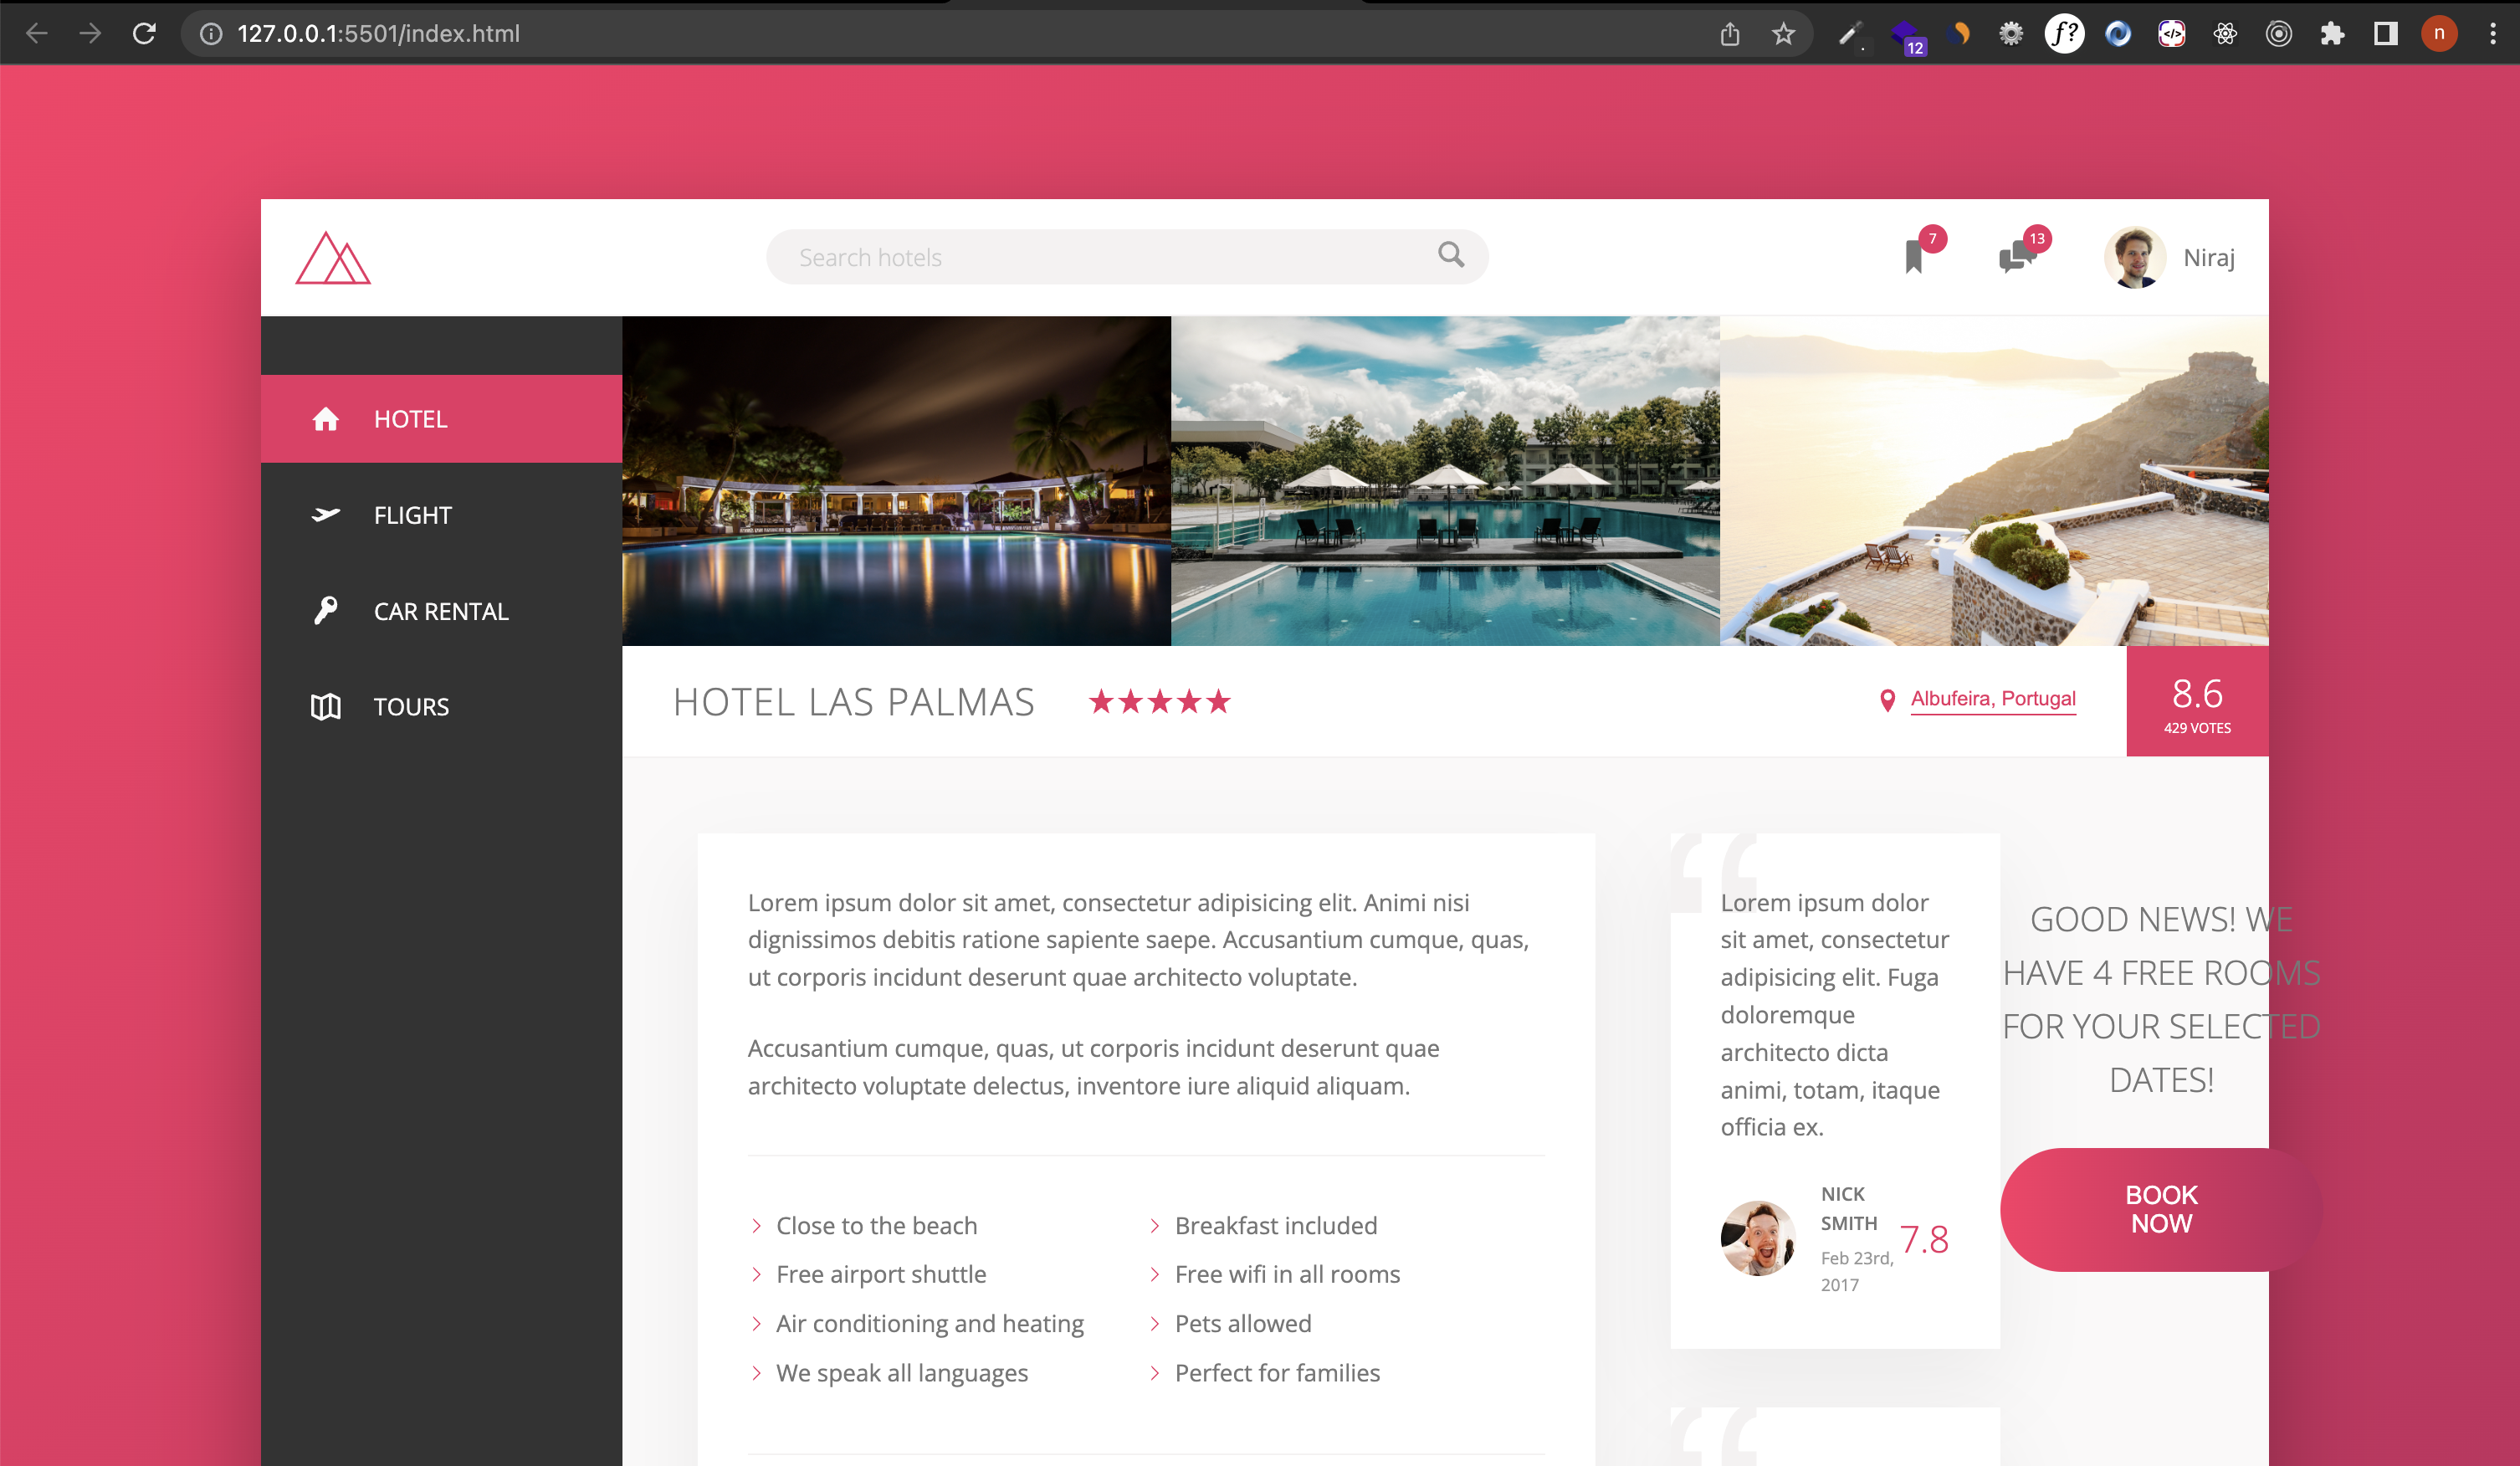 127.0.0.1:5501/index.html
12
f?
</>
n
Search hotels
7
13
Niraj
HOTEL
FLIGHT
CAR RENTAL
TOURS
HOTEL LAS PALMAS
Albufeira, Portugal
8.6
429 VOTES
Lorem ipsum dolor sit amet, consectetur adipisicing elit. Animi nisi
dignissimos debitis ratione sapiente saepe. Accusantium cumque, quas,
ut corporis incidunt deserunt quae architecto voluptate.
Accusantium cumque, quas, ut corporis incidunt deserunt quae
architecto voluptate delectus, inventore iure aliquid aliquam.
Close to the beach
Free airport shuttle
Air conditioning and heating
We speak all languages
Breakfast included
Free wifi in all rooms
Pets allowed
Perfect for families
“
Lorem ipsum dolor
sit amet, consectetur
adipisicing elit. Fuga
doloremque
architecto dicta
animi, totam, itaque
officia ex.
NICK
SMITH
Feb 23rd,
2017
7.8
“
GOOD NEWS! WE
HAVE 4 FREE ROOMS
FOR YOUR SELECTED
DATES!
BOOK
NOW